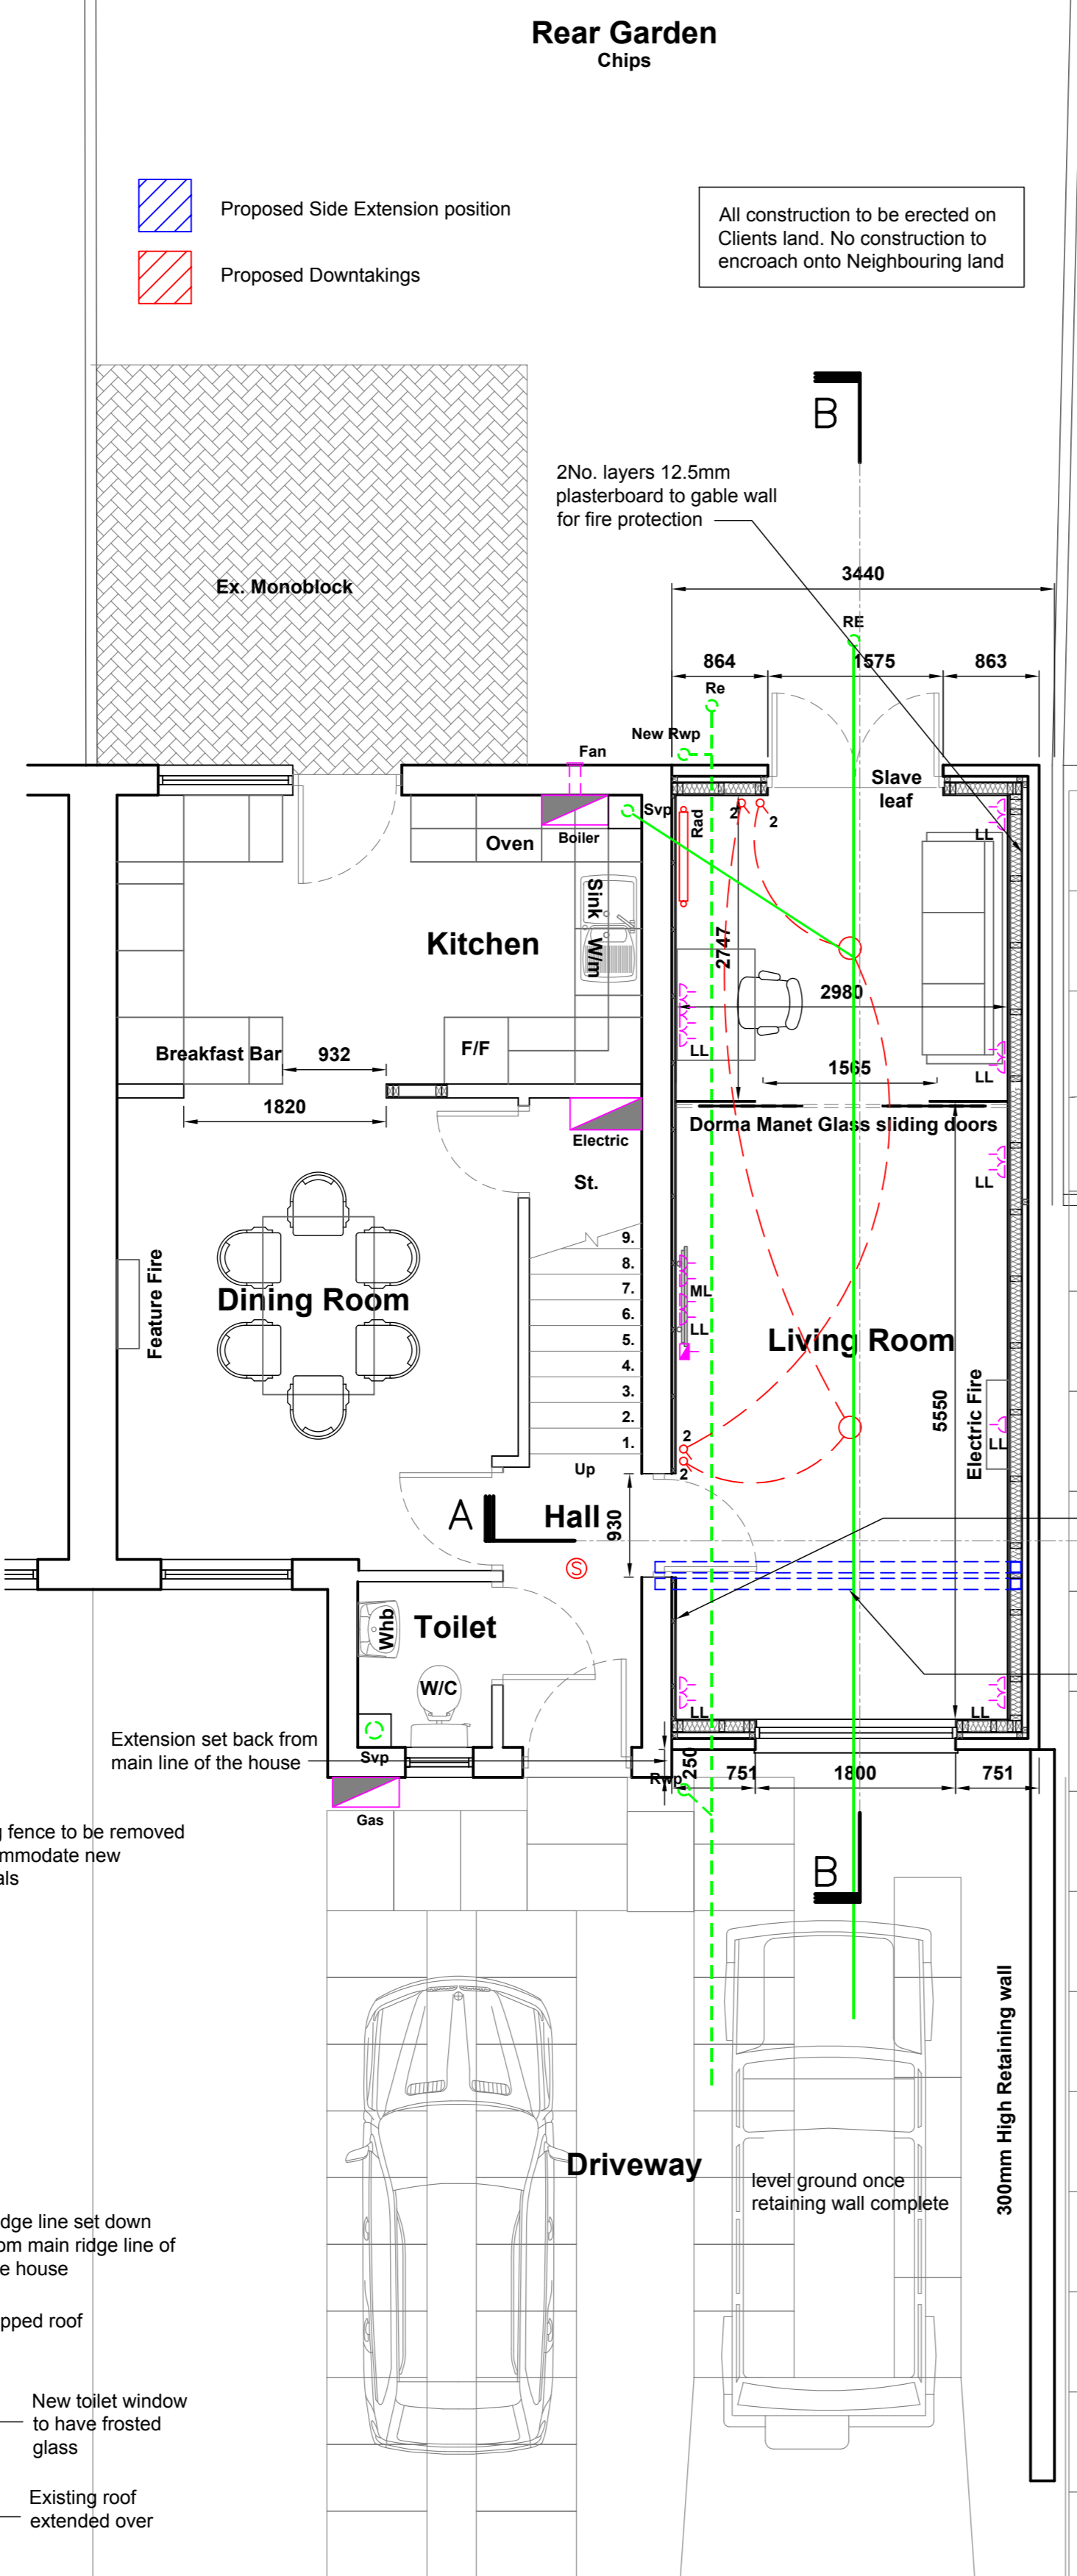 Rear Garden
Chips
Proposed Side Extension position
Proposed Downtakings
All construction to be erected on
Clients land. No construction to
encroach onto Neighbouring land
B
2No. layers 12.5mm
plasterboard to gable wall
for fire protection
Ex. Monoblock
3440
RE
864
1575
863
Re
New Rwp
Fan
Slave
leaf
Svp
2
2
Rad
LL
Oven
Boiler
Sink
W/m
Kitchen
2747
2980
LL
LL
Breakfast Bar
932
F/F
1565
1820
Dorma Manet Glass sliding doors
Electric
St.
LL
9.
8.
7.
6.
5.
4.
3.
2.
1.
Up
Feature Fire
Dining Room
ML
LL
Living Room
Electric Fire
LL
5550
2
2
A
Hall
930
S
Toilet
Whb
W/C
Svp
LL
LL
Extension set back from
main line of the house
Rwp
250
751
1800
751
Gas
g fence to be removed
mmodate new
als
B
300mm High Retaining wall
Driveway
level ground once
retaining wall complete
dge line set down
om main ridge line of
e house
pped roof
New toilet window
to have frosted
glass
Existing roof
extended over